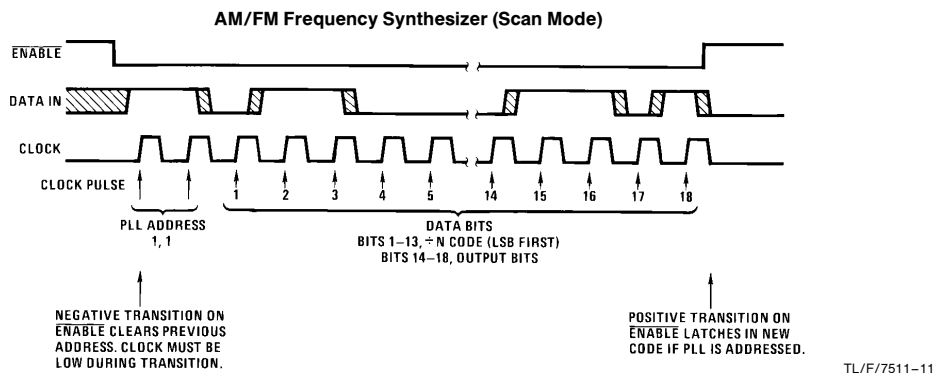 AM/FM Frequency Synthesizer (Scan Mode)
ENABLE
DATA IN
CLOCK
CLOCK PULSE
1 2 3 4 5 14 15 16 17 18
PLL ADDRESS
1, 1
DATA BITS
BITS 1–13, ÷ N CODE (LSB FIRST)
BITS 14–18, OUTPUT BITS
NEGATIVE TRANSITION ON
ENABLE CLEARS PREVIOUS
ADDRESS. CLOCK MUST BE
LOW DURING TRANSITION.
POSITIVE TRANSITION ON
ENABLE LATCHES IN NEW
CODE IF PLL IS ADDRESSED.
TL/F/7511–11